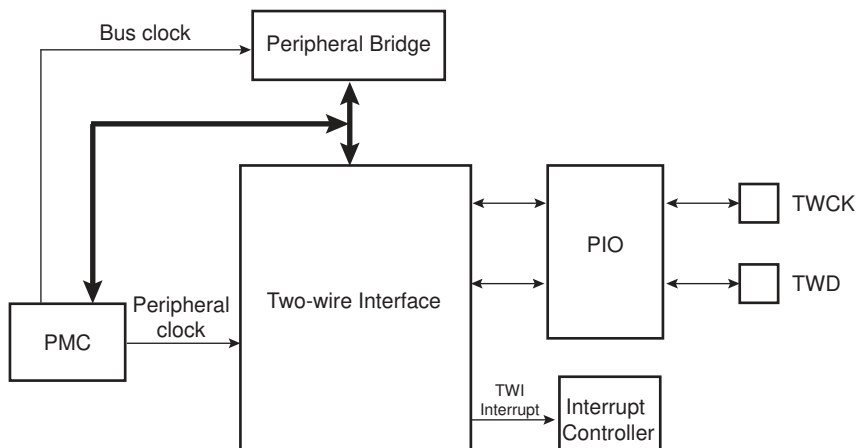 Bus clock
Peripheral Bridge
TWCK
PIO
Two-wire Interface
TWD
Peripheral
clock
PMC
TWI
Interrupt
Interrupt
Controller